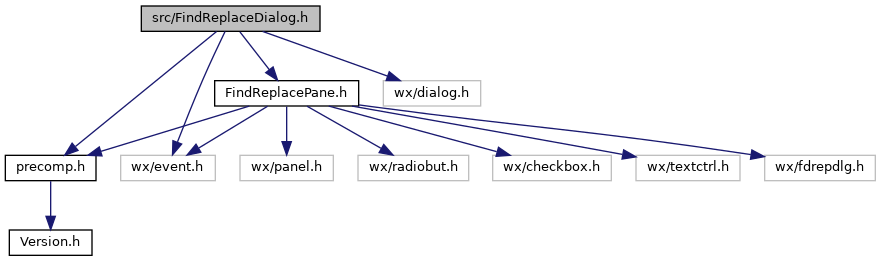 src/FindReplaceDialog.h
FindReplacePane.h
wx/dialog.h
precomp.h
wx/event.h
wx/panel.h
wx/radiobut.h
wx/checkbox.h
wx/textctrl.h
wx/fdrepdlg.h
Version.h